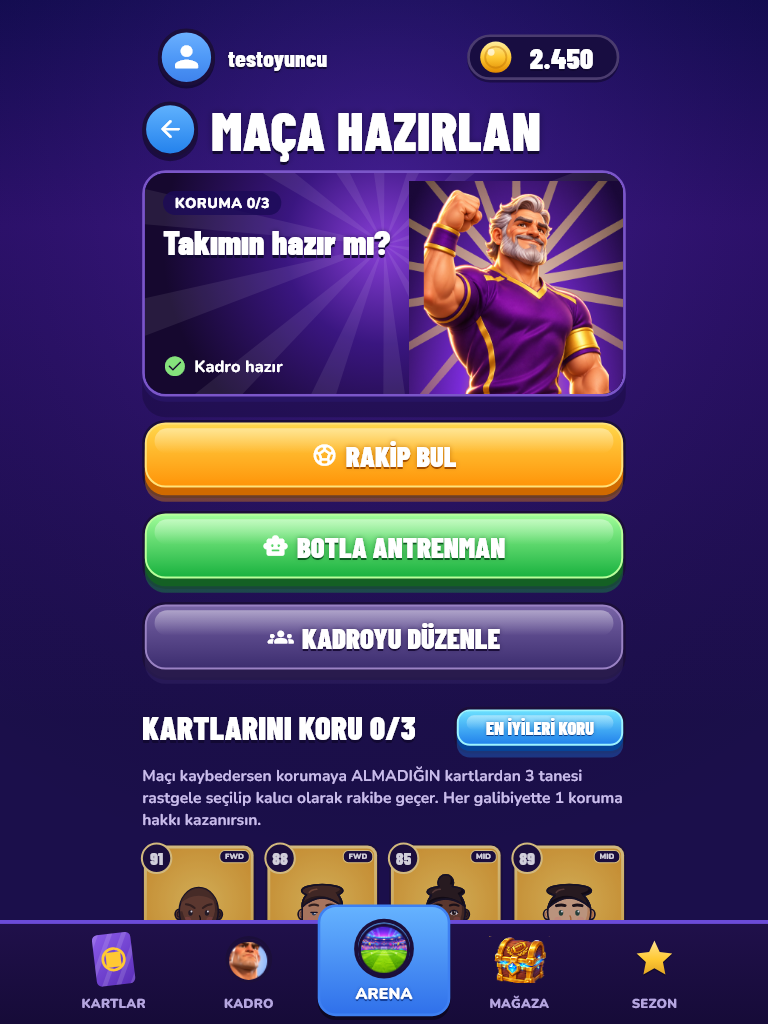 testoyuncu
2.450
MAÇA HAZIRLAN
KORUMA 0/3
Takımın hazır mı?
Kadro hazır
RAKİP BUL
BOTLA ANTRENMAN
KADROYU DÜZENLE
KARTLARINI KORU 0/3
EN İYİLERİ KORU
Maçı kaybedersen korumaya ALMADIĞIN kartlardan 3 tanesi
rastgele seçilip kalıcı olarak rakibe geçer. Her galibiyette 1 koruma
hakkı kazanırsın.
91 FWD 88 FWD 85 MID 89 MID
KARTLAR KADRO ARENA MAĞAZA SEZON